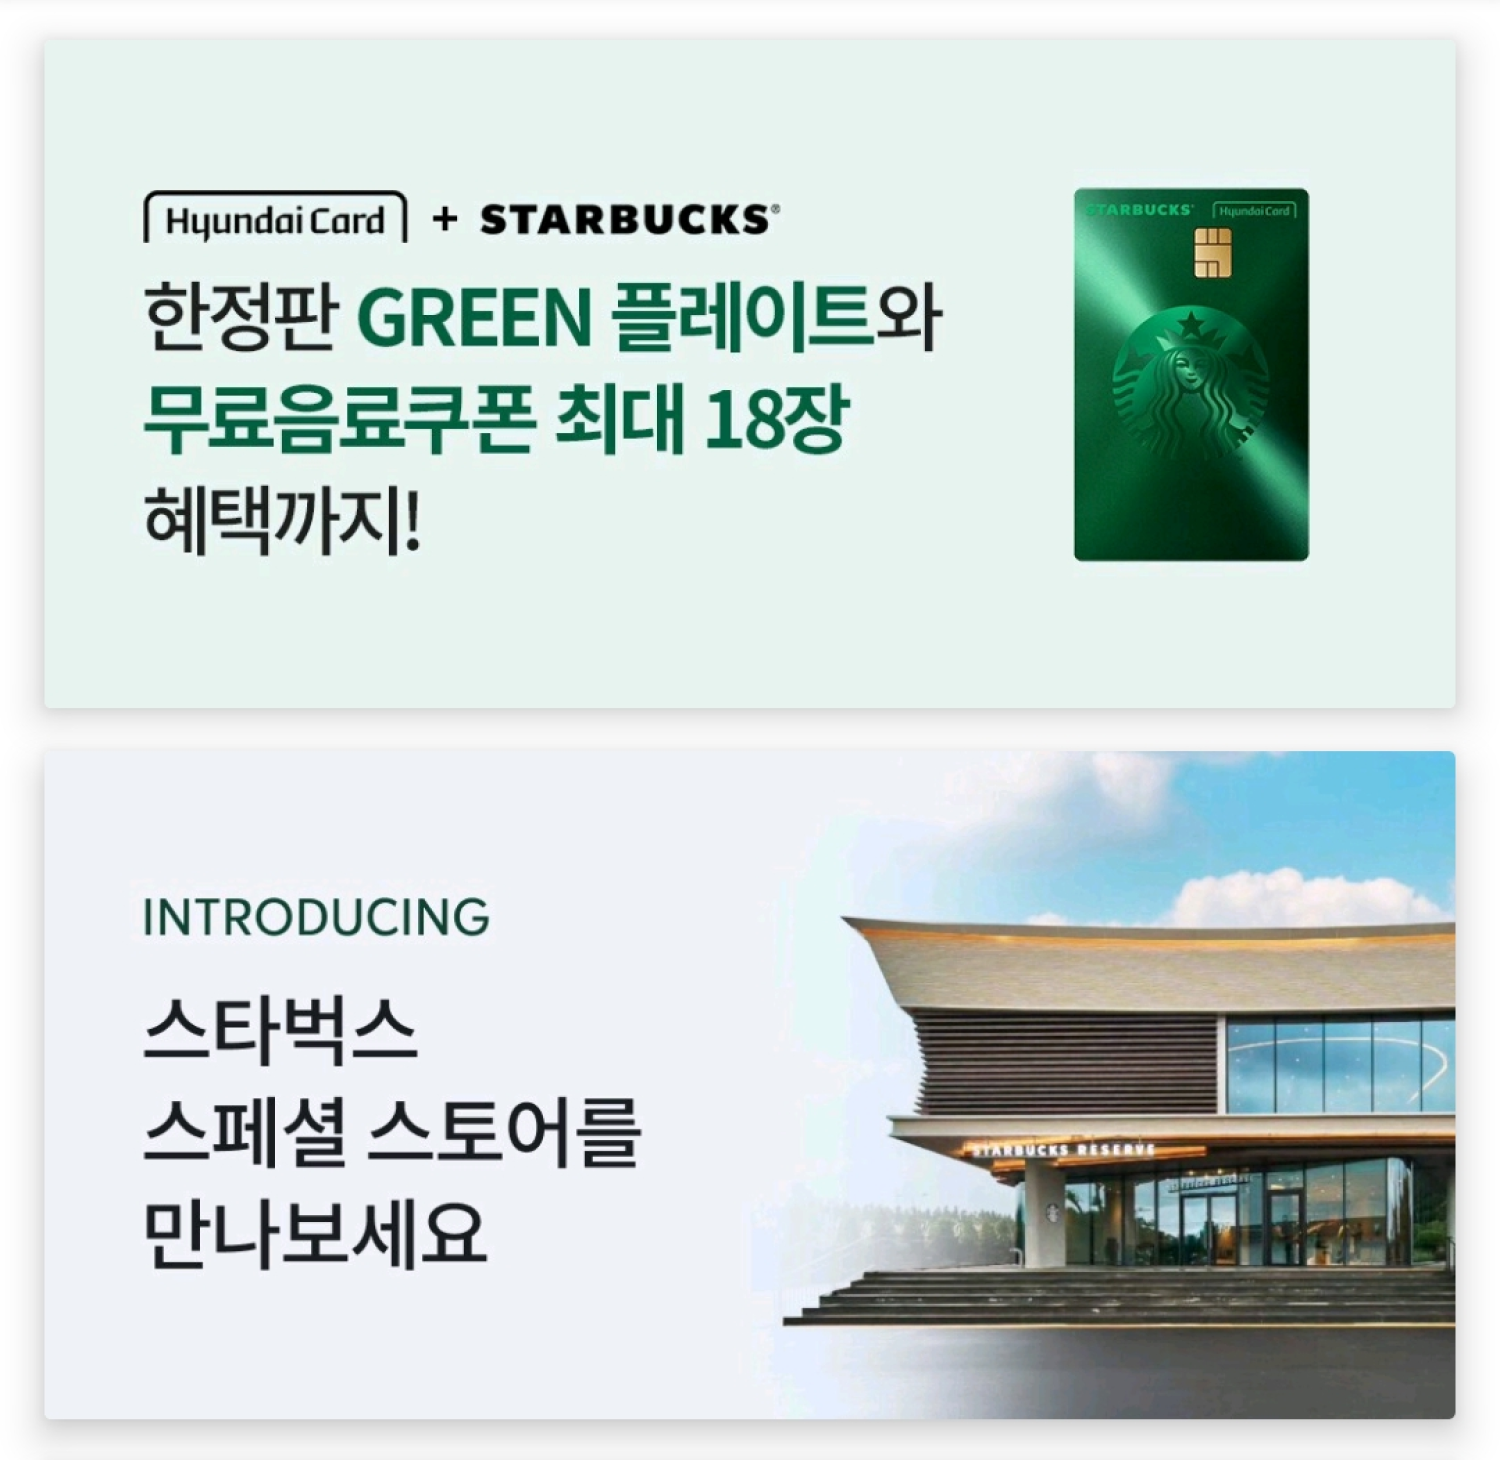 Hyundai Card + STARBUCKS®
한정판 GREEN 플레이트와
무료음료쿠폰 최대 18장
혜택까지!
STARBUCKS® Hyundai Card
INTRODUCING
스타벅스
스페셜 스토어를
만나보세요
STARBUCKS RESERVE